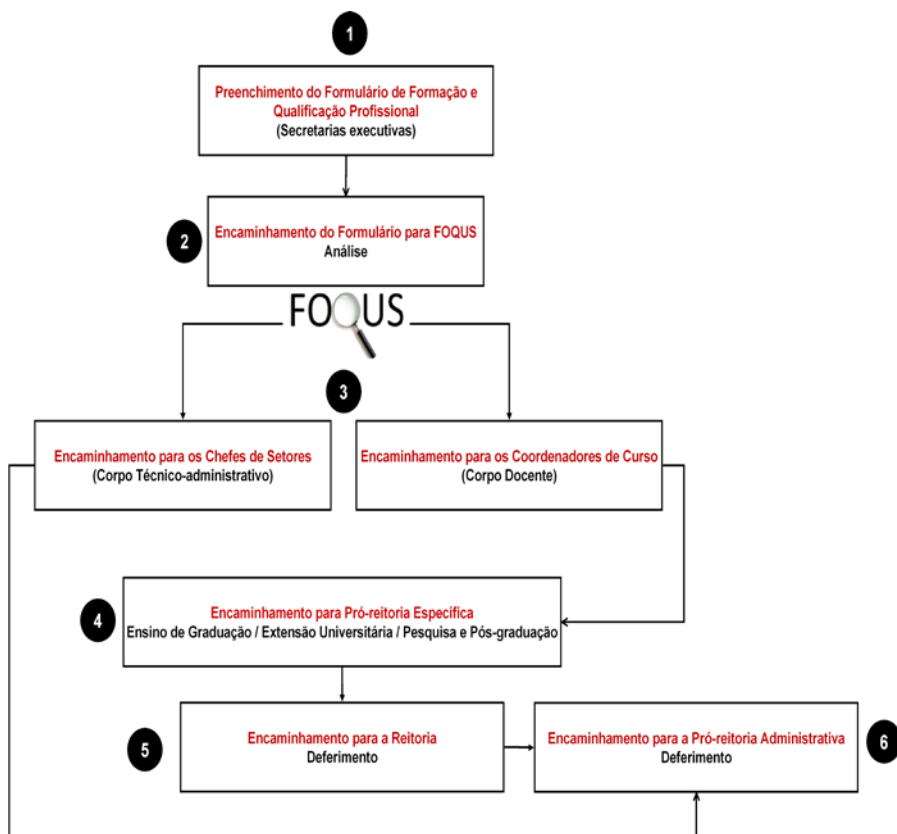 1
Preenchimento do Formulário de Formação e
Qualificação Profissional
(Secretarias executivas)
2
Encaminhamento do Formulário para FOQUS
Análise
FOQUS
3
Encaminhamento para os Chefes de Setores
(Corpo Técnico-administrativo)
Encaminhamento para os Coordenadores de Curso
(Corpo Docente)
4
Encaminhamento para Pró-reitoria Específica
Ensino de Graduação / Extensão Universitária / Pesquisa e Pós-graduação
5
Encaminhamento para a Reitoria
Deferimento
Encaminhamento para a Pró-reitoria Administrativa
Deferimento
6